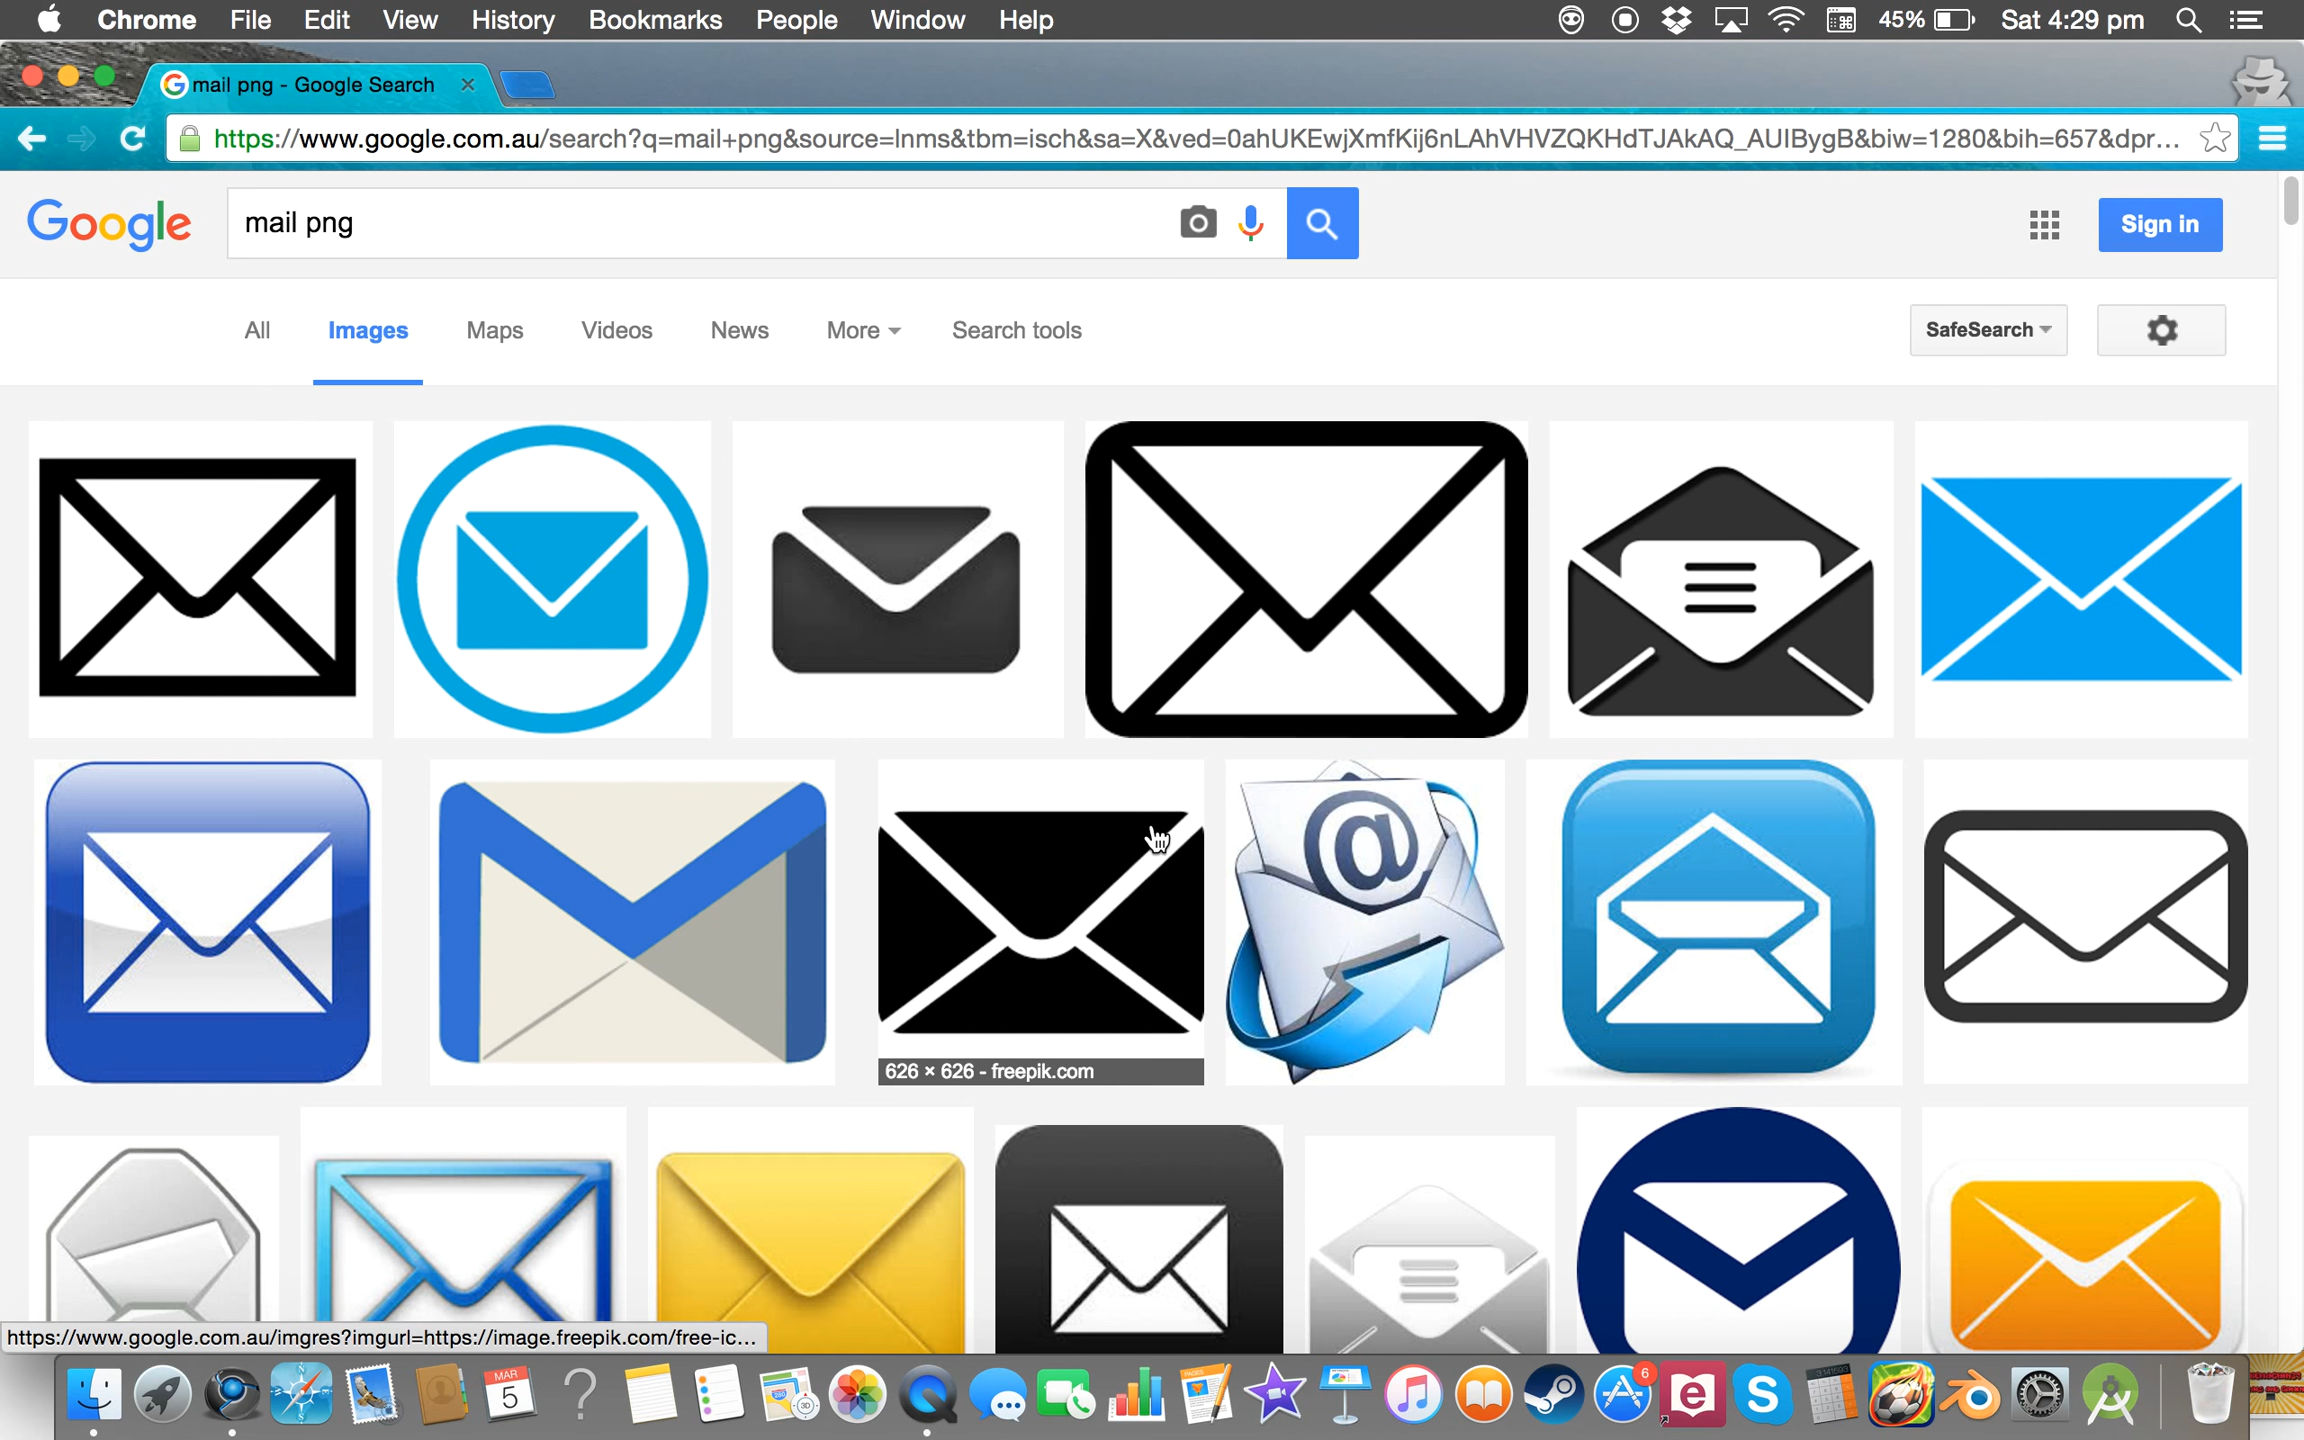 Chrome File Edit View History Bookmarks People Window Help 45% Sat 4:29 pm
mail png - Google Search
https://www.google.com.au/search?q=mail+png&source=lnms&tbm=isch&sa=X&ved=0ahUKEwjXmfKij6nLAhVHVZQKHdTJAkAQ_AUIBygB&biw=1280&bih=657&dpr...
Google mail png Sign in
All Images Maps Videos News More Search tools SafeSearch
@
626 × 626 - freepik.com
https://www.google.com.au/imgres?imgurl=https://image.freepik.com/free-ic...
6
MAR
5
3D
e
S